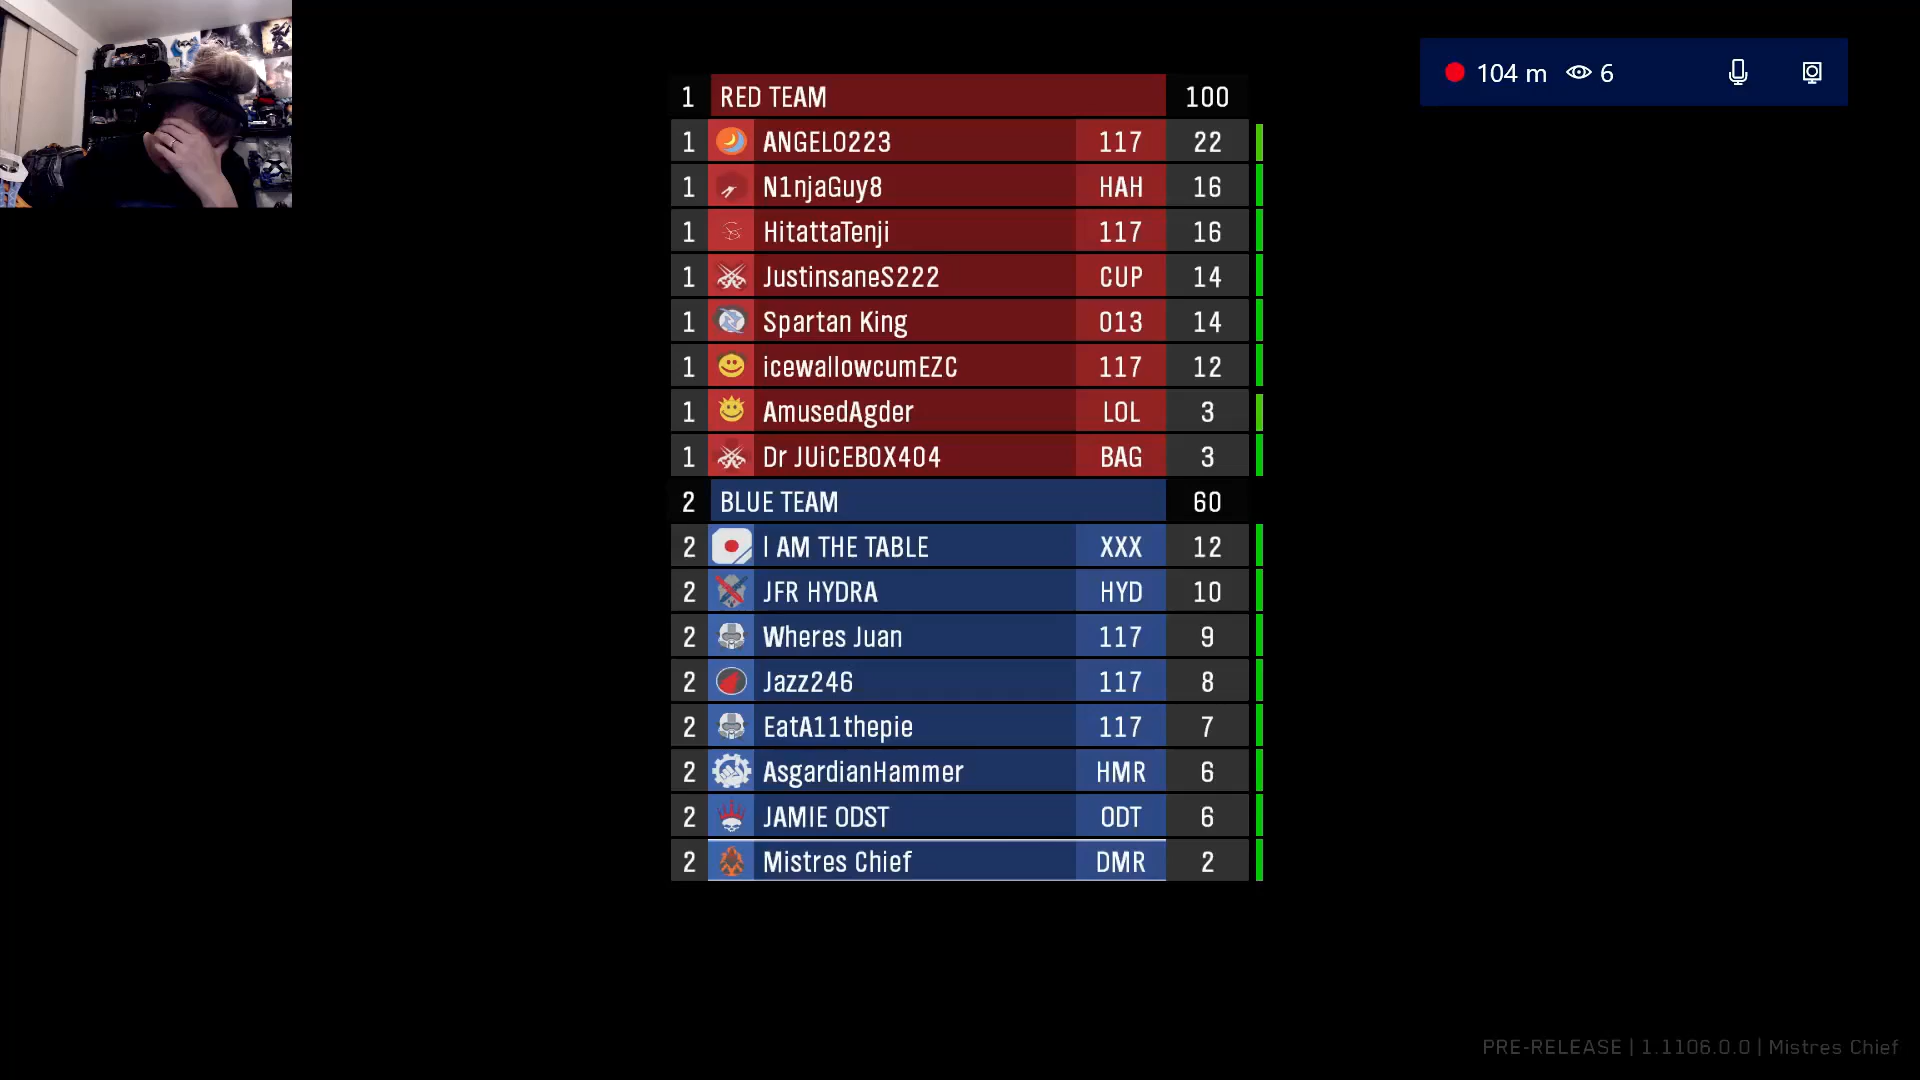 104 m 6
1 RED TEAM 100
1 ANGELO223 117 22
1 N1njaGuy8 HAH 16
1 HitattaTenji 117 16
1 JustinsaneS222 CUP 14
1 Spartan King 013 14
1 icewallowcumEZC 117 12
1 AmusedAgder LOL 3
1 Dr JUiCEBOX404 BAG 3
2 BLUE TEAM 60
2 I AM THE TABLE XXX 12
2 JFR HYDRA HYD 10
2 Wheres Juan 117 9
2 Jazz246 117 8
2 EatA11thepie 117 7
2 AsgardianHammer HMR 6
2 JAMIE ODST ODT 6
2 Mistres Chief DMR 2
PRE-RELEASE | 1.1106.0.0 | Mistres Chief